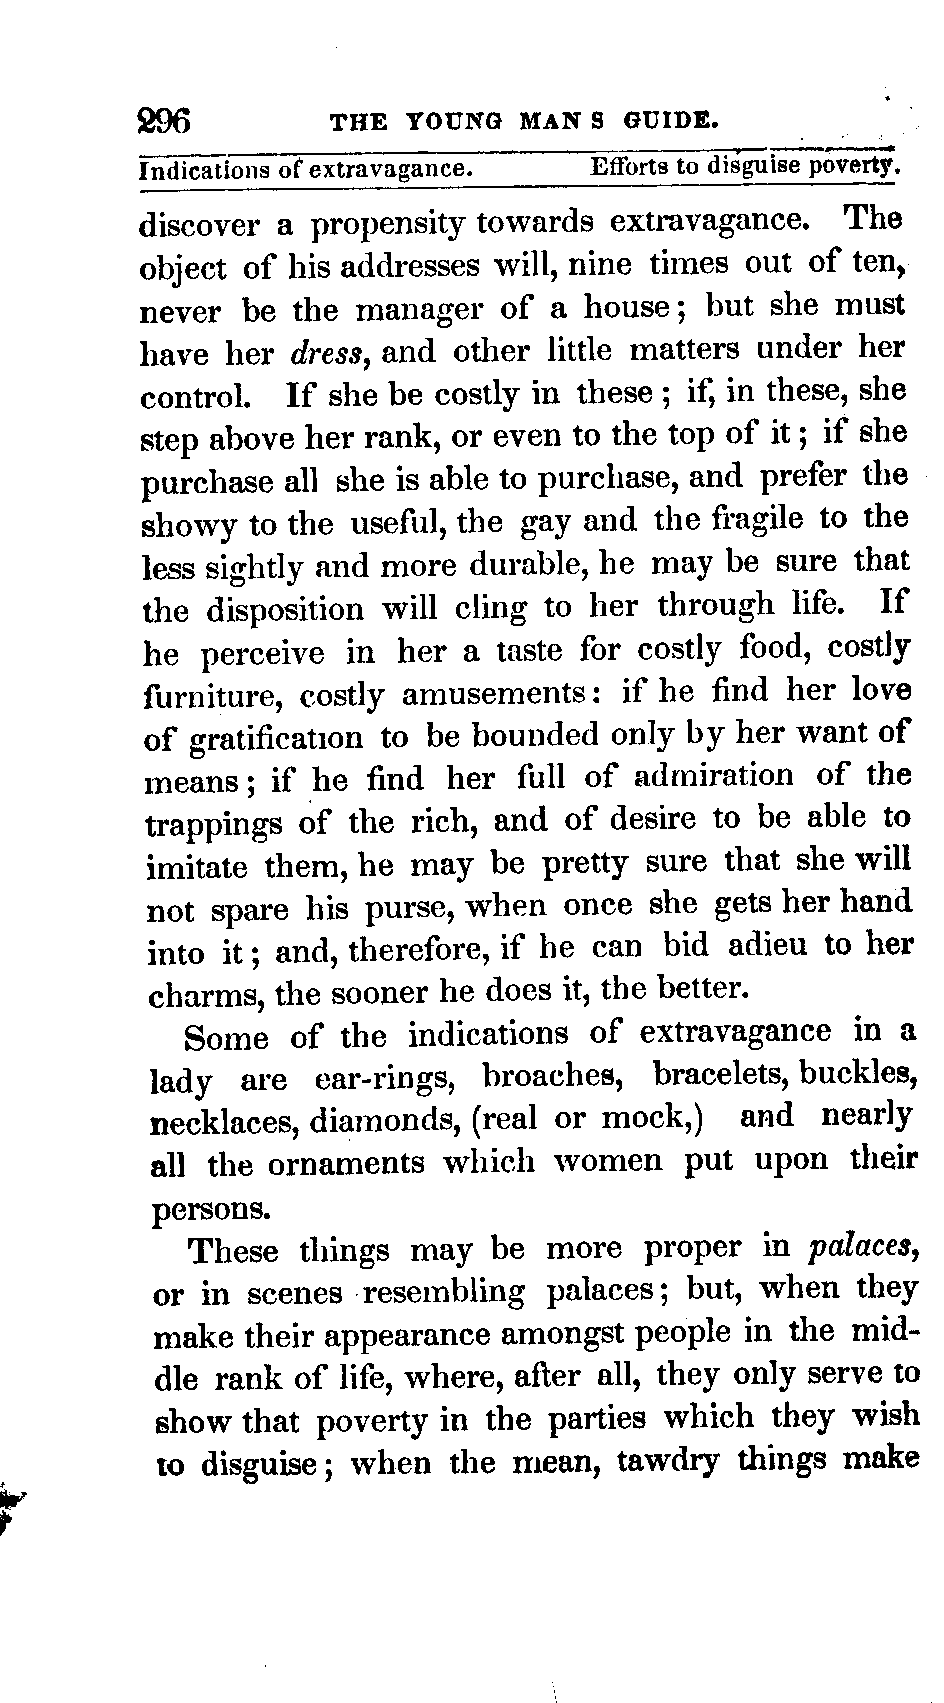 296 THE YOUNG MAN S GUIDE.
Indications of extravagance. Efforts to disguise poverty.
discover a propensity towards extravagance. The
object of his addresses will, nine times out of ten,
never be the manager of a house; but she must
have her dress, and other little matters under her
control. If she be costly in these; if, in these, she
step above her rank, or even to the top of it; if she
purchase all she is able to purchase, and prefer the
showy to the useful, the gay and the fragile to the
less sightly and more durable, he may be sure that
the disposition will cling to her through life. If
he perceive in her a taste for costly food, costly
furniture, costly amusements: if he find her love
of gratification to be bounded only by her want of
means; if he find her full of admiration of the
trappings of the rich, and of desire to be able to
imitate them, he may be pretty sure that she will
not spare his purse, when once she gets her hand
into it; and, therefore, if he can bid adieu to her
charms, the sooner he does it, the better.
Some of the indications of extravagance in a
lady are ear-rings, broaches, bracelets, buckles,
necklaces, diamonds, (real or mock,) and nearly
all the ornaments which women put upon their
persons.
These things may be more proper in palaces,
or in scenes resembling palaces; but, when they
make their appearance amongst people in the mid-
dle rank of life, where, after all, they only serve to
show that poverty in the parties which they wish
to disguise; when the mean, tawdry things make